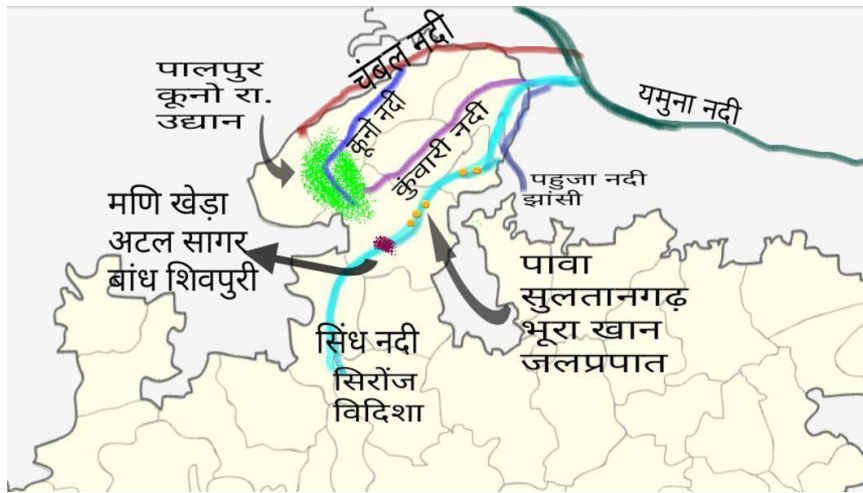 चंबल नदी
पालपुर
कूनो रा.
उद्यान
कूनो नदी
कुंवारी नदी
यमुना नदी
पहुजा नदी
झांसी
मणि खेड़ा
अटल सागर
बांध शिवपुरी
पावा
सुलतानगढ़
भूरा खान
जलप्रपात
सिंध नदी
सिरोंज
विदिशा